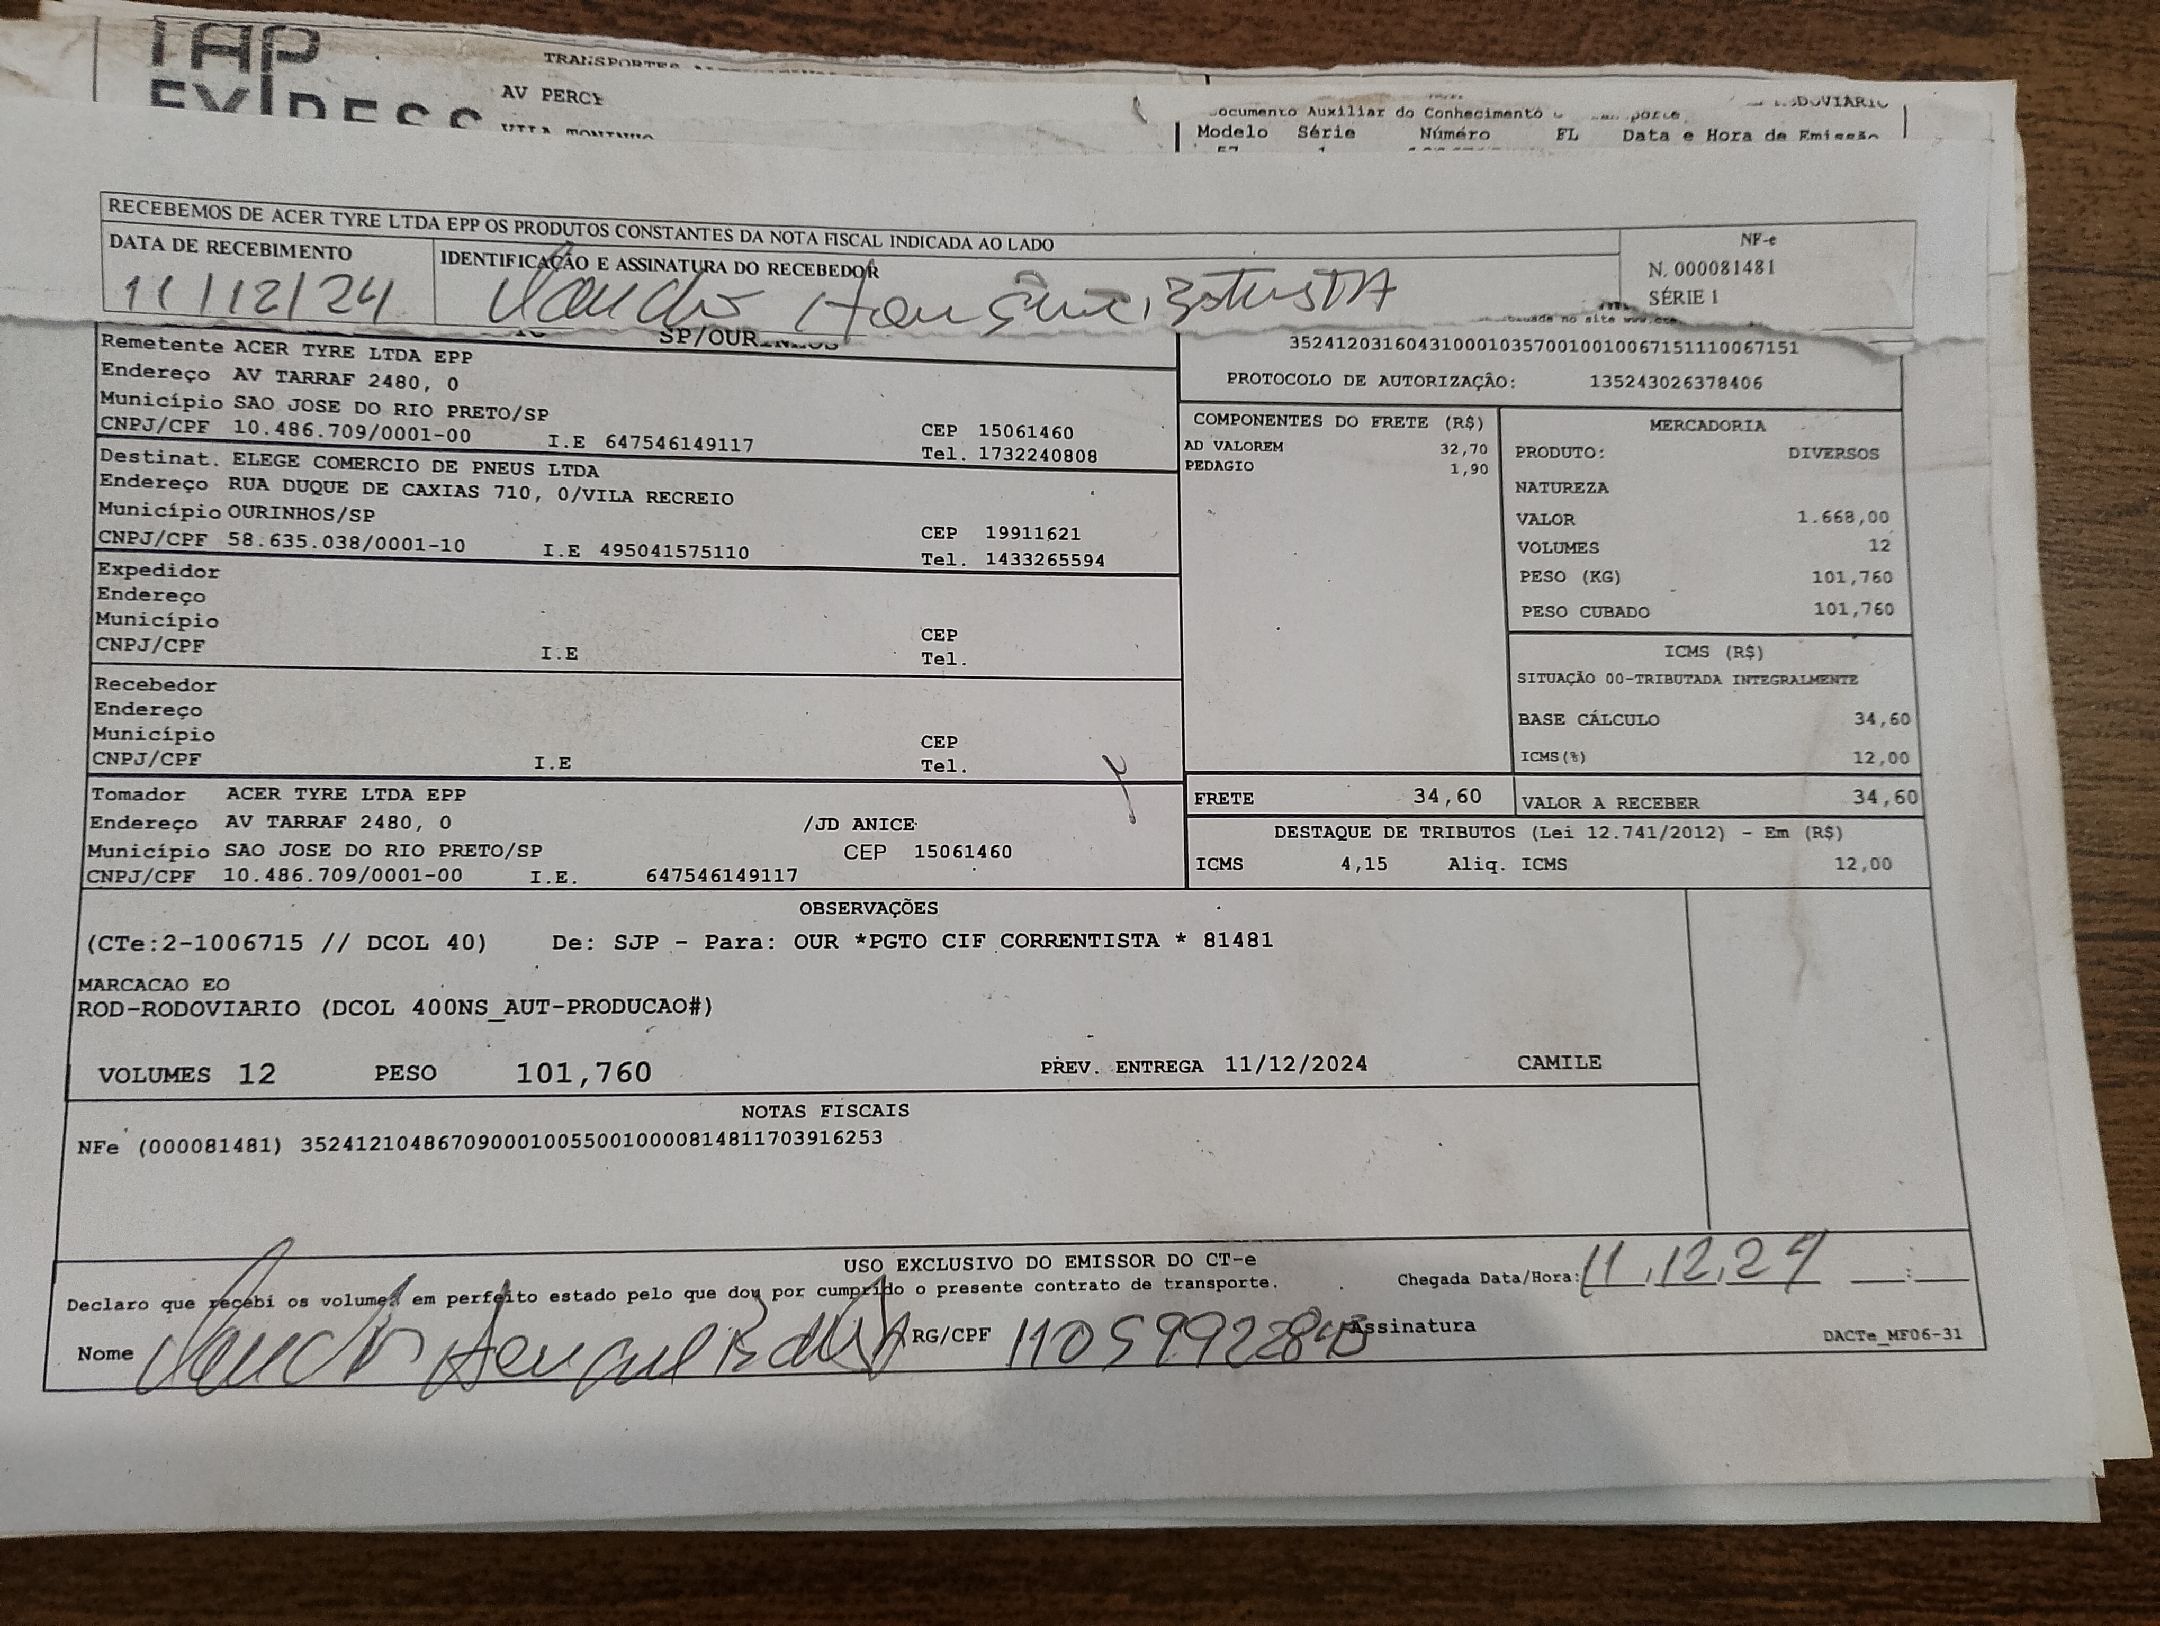 TAP
EXPRESS
AV PERCY
Documento Auxiliar do Conhecimento
Modelo Série Número FL Data e Hora de Emissão
RECEBEMOS DE ACER TYRE LTDA EPP OS PRODUTOS CONSTANTES DA NOTA FISCAL INDICADA AO LADO
DATA DE RECEBIMENTO IDENTIFICAÇÃO E ASSINATURA DO RECEBEDOR
11/12/24
NF-e
N. 000081481
SÉRIE 1
SP/OURINHOS
35241203160431000103570010010067151110067151
PROTOCOLO DE AUTORIZAÇÂO: 135243026378406
Remetente ACER TYRE LTDA EPP
Endereço AV TARRAF 2480, 0
Município SAO JOSE DO RIO PRETO/SP CEP 15061460
CNPJ/CPF 10.486.709/0001-00 I.E 647546149117 Tel. 1732240808
Destinat. ELEGE COMERCIO DE PNEUS LTDA
Endereço RUA DUQUE DE CAXIAS 710, 0/VILA RECREIO
Município OURINHOS/SP CEP 19911621
CNPJ/CPF 58.635.038/0001-10 I.E 495041575110 Tel. 1433265594
Expedidor
Endereço
Município CEP
CNPJ/CPF I.E Tel.
Recebedor
Endereço
Município CEP
CNPJ/CPF I.E Tel.
Tomador ACER TYRE LTDA EPP
Endereço AV TARRAF 2480, 0 /JD ANICE
Município SAO JOSE DO RIO PRETO/SP CEP 15061460
CNPJ/CPF 10.486.709/0001-00 I.E. 647546149117
COMPONENTES DO FRETE (R$)
AD VALOREM 32,70
PEDAGIO 1,90
MERCADORIA
PRODUTO: DIVERSOS
NATUREZA
VALOR 1.668,00
VOLUMES 12
PESO (KG) 101,760
PESO CUBADO 101,760
ICMS (R$)
SITUAÇÃO 00-TRIBUTADA INTEGRALMENTE
BASE CÁLCULO 34,60
ICMS(%) 12,00
FRETE 34,60 VALOR A RECEBER 34,60
DESTAQUE DE TRIBUTOS (Lei 12.741/2012) - Em (R$)
ICMS 4,15 Aliq. ICMS 12,00
OBSERVAÇÕES
(CTe:2-1006715 // DCOL 40) De: SJP - Para: OUR *PGTO CIF CORRENTISTA * 81481
MARCACAO EO
ROD-RODOVIARIO (DCOL 400NS_AUT-PRODUCAO#)
VOLUMES 12 PESO 101,760 PREV. ENTREGA 11/12/2024 CAMILE
NOTAS FISCAIS
NFe (000081481) 35241210486709000100550010000814811703916253
USO EXCLUSIVO DO EMISSOR DO CT-e
Declaro que recebi os volumes em perfeito estado pelo que dou por cumprido o presente contrato de transporte. Chegada Data/Hora: 11.12.24 __:__
Nome RG/CPF Assinatura DACTe_MF06-31